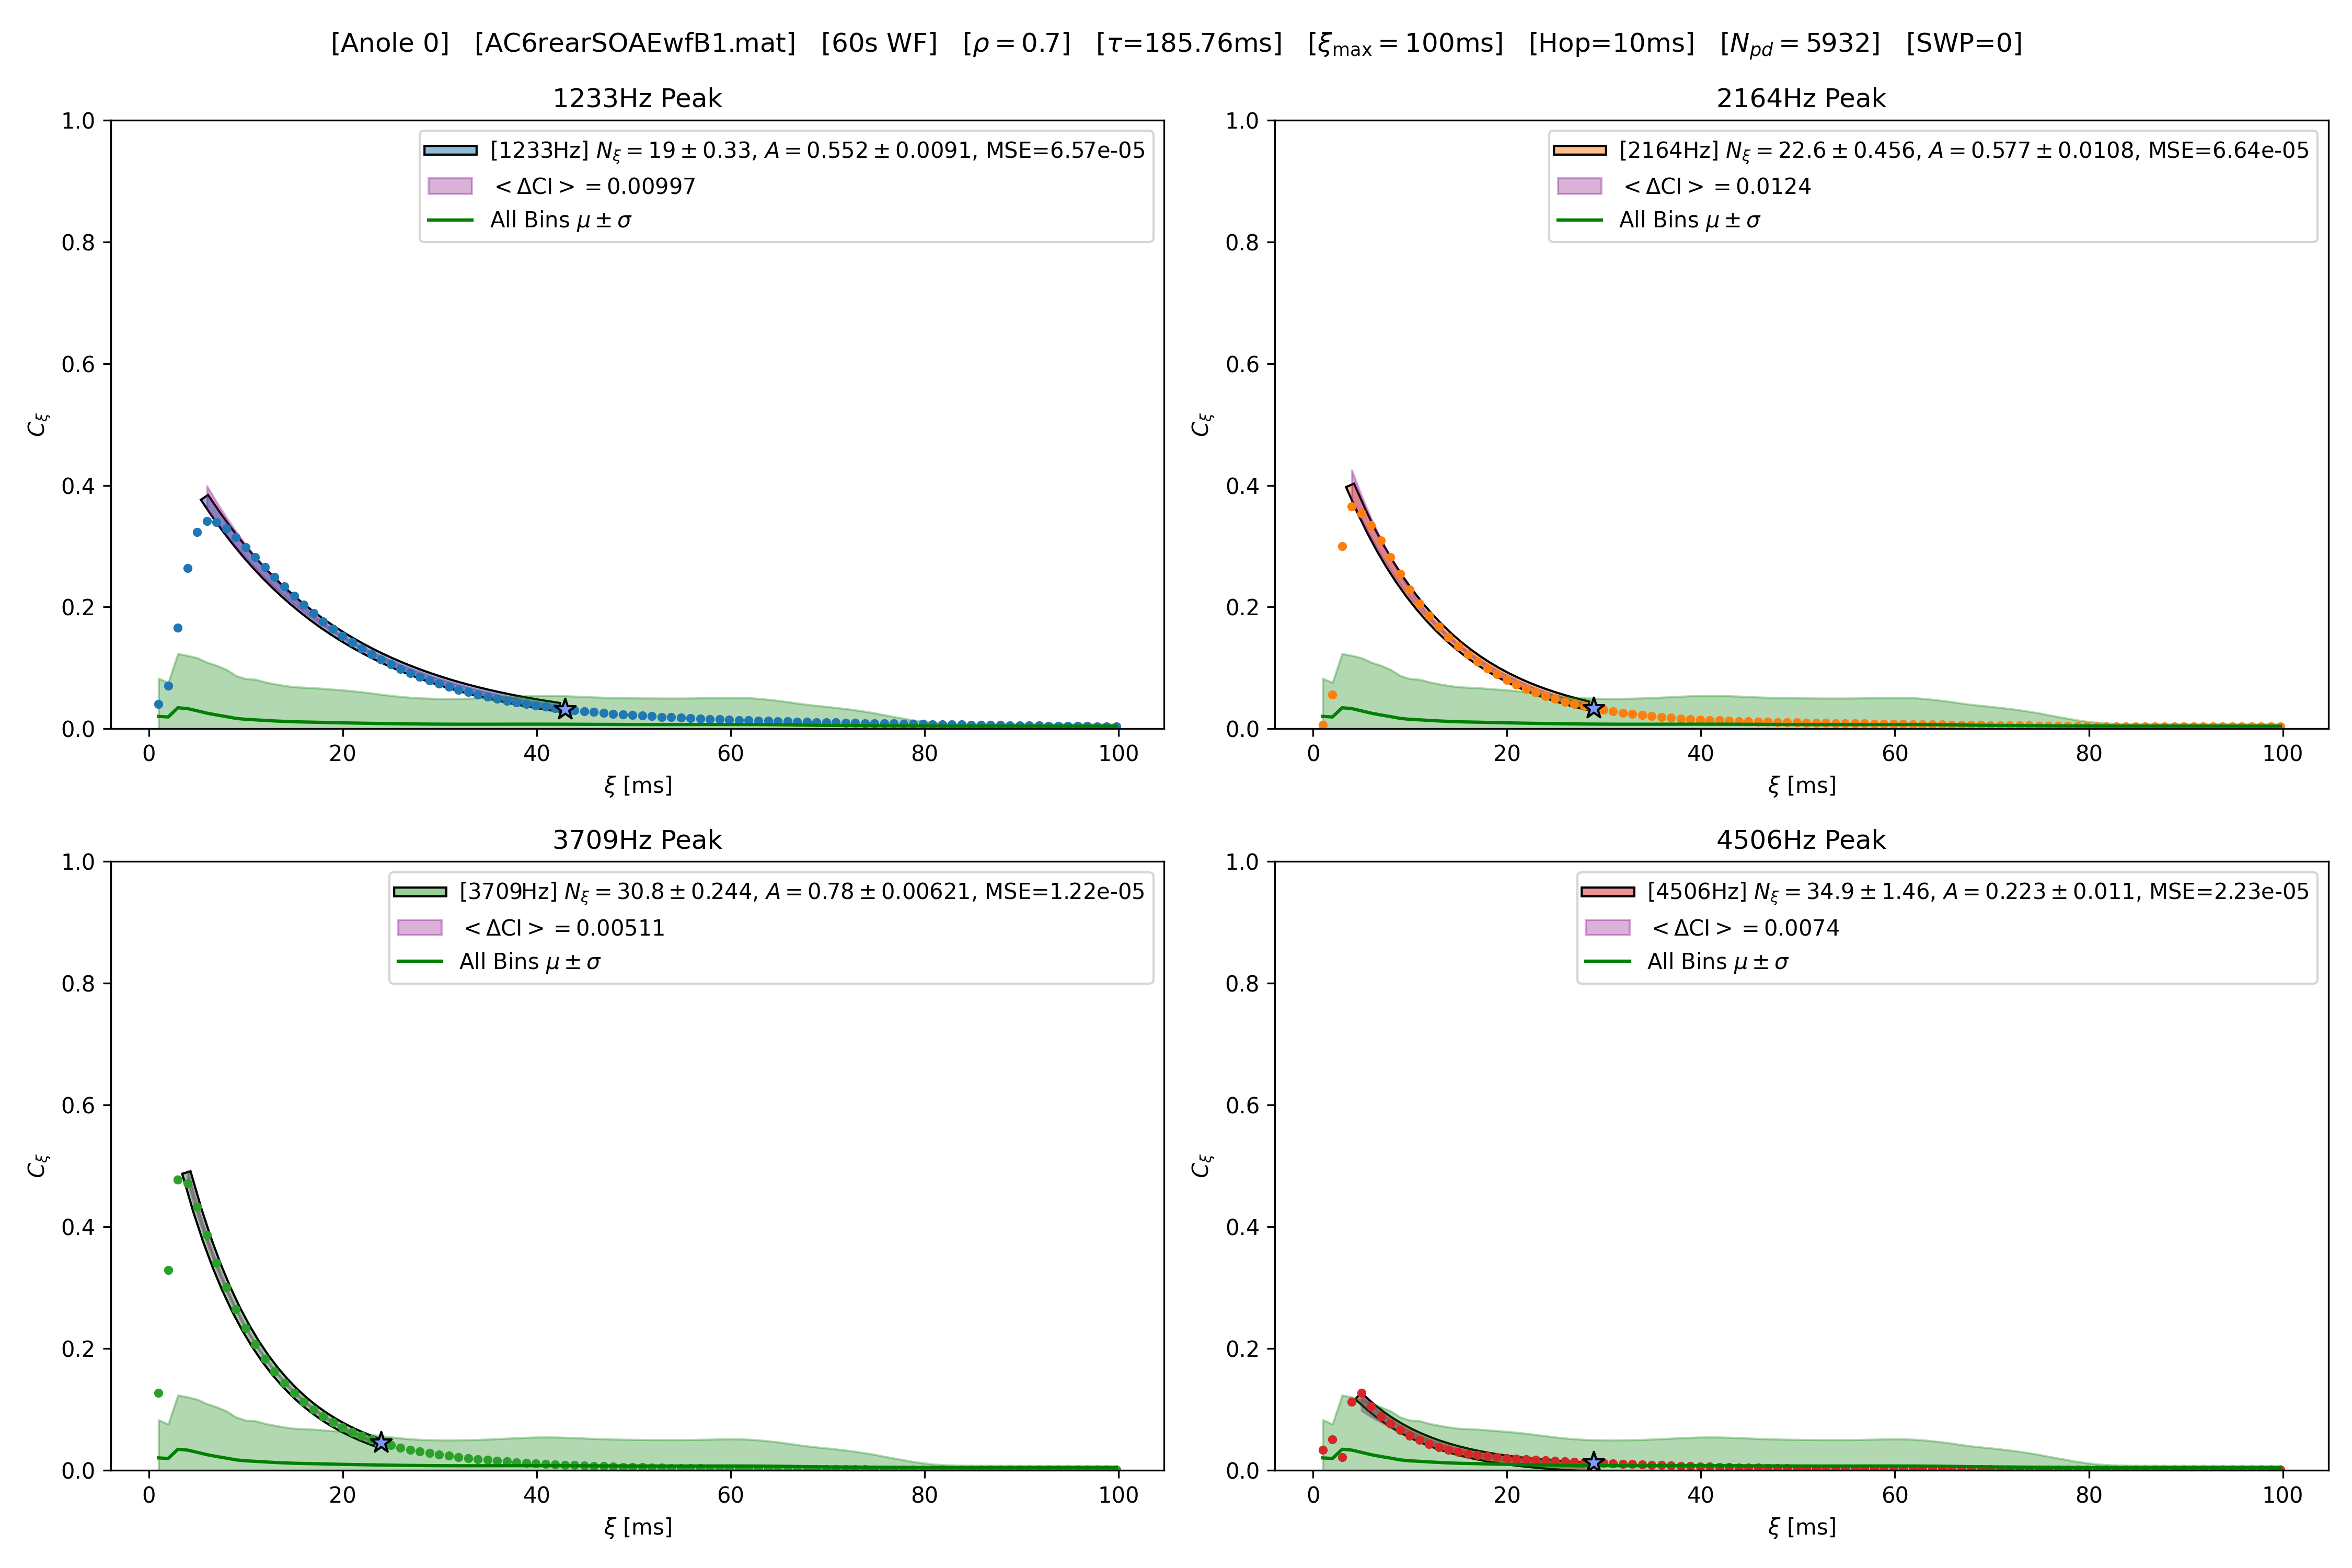 [Anole 0] [AC6rearSOAEwfB1.mat] [60s WF] [ρ = 0.7] [τ=185.76ms] [ξmax = 100ms] [Hop=10ms] [Npd = 5932] [SWP=0]
1233Hz Peak
[1233Hz] Nξ = 19 ± 0.33, A = 0.552 ± 0.0091, MSE=6.57e-05
< ΔCI > = 0.00997
All Bins μ ± σ
1.0
0.8
0.6
0.4
0.2
0.0
Cξ
0 20 40 60 80 100
ξ [ms]
2164Hz Peak
[2164Hz] Nξ = 22.6 ± 0.456, A = 0.577 ± 0.0108, MSE=6.64e-05
< ΔCI > = 0.0124
All Bins μ ± σ
1.0
0.8
0.6
0.4
0.2
0.0
Cξ
0 20 40 60 80 100
ξ [ms]
3709Hz Peak
[3709Hz] Nξ = 30.8 ± 0.244, A = 0.78 ± 0.00621, MSE=1.22e-05
< ΔCI > = 0.00511
All Bins μ ± σ
1.0
0.8
0.6
0.4
0.2
0.0
Cξ
0 20 40 60 80 100
ξ [ms]
4506Hz Peak
[4506Hz] Nξ = 34.9 ± 1.46, A = 0.223 ± 0.011, MSE=2.23e-05
< ΔCI > = 0.0074
All Bins μ ± σ
1.0
0.8
0.6
0.4
0.2
0.0
Cξ
0 20 40 60 80 100
ξ [ms]